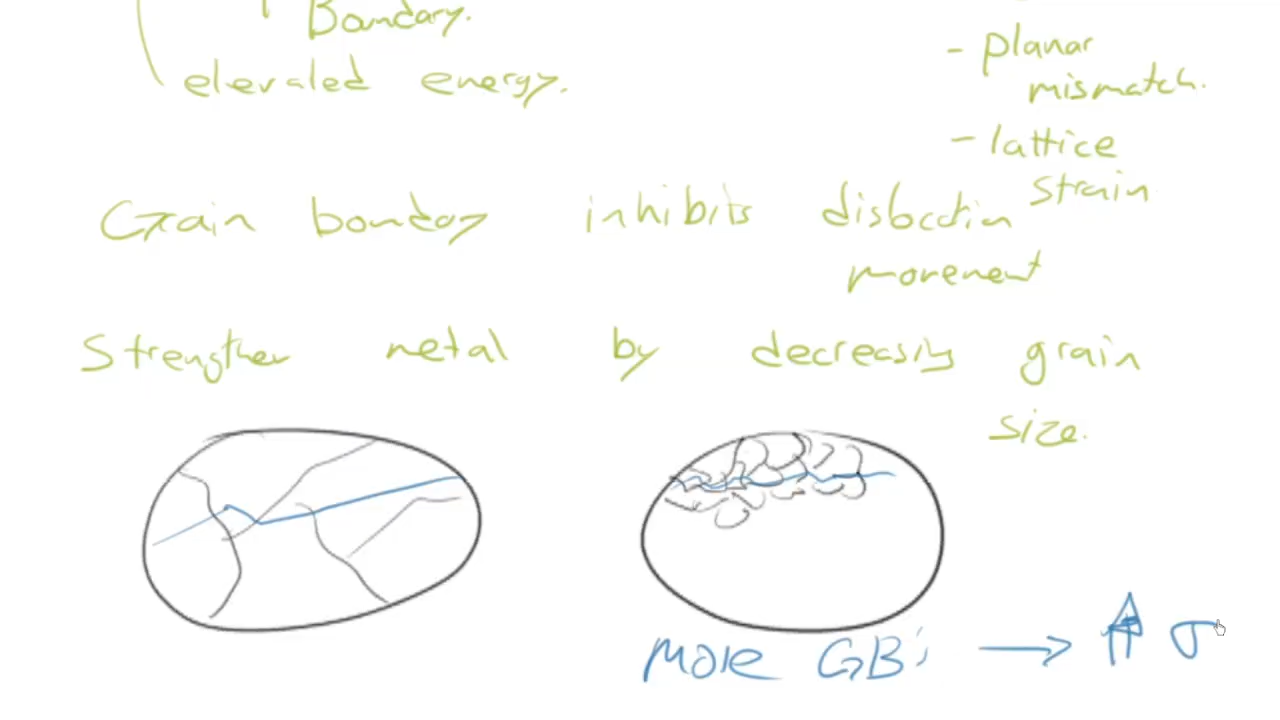 Boundary.
elevated energy.
- planar
mismatch.
- lattice
strain
Grain bounday inhibits dislocation
movement
Strengthen metal by decreasing grain
size.
more GB's → ⇑ σ